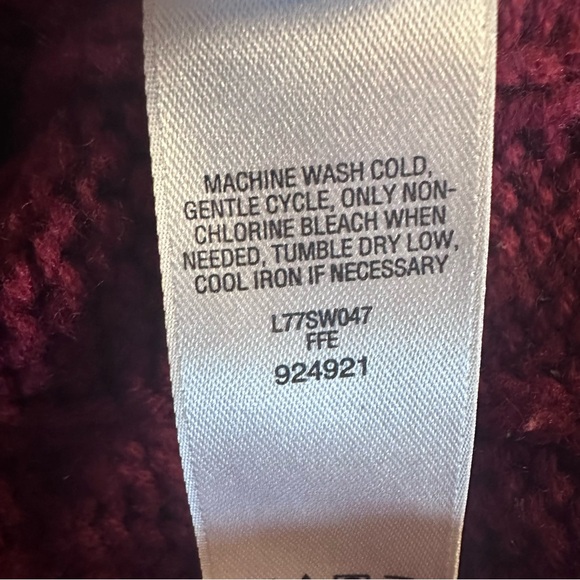 MACHINE WASH COLD,
GENTLE CYCLE, ONLY NON-
CHLORINE BLEACH WHEN
NEEDED, TUMBLE DRY LOW,
COOL IRON IF NECESSARY
L77SW047
FFE
924921